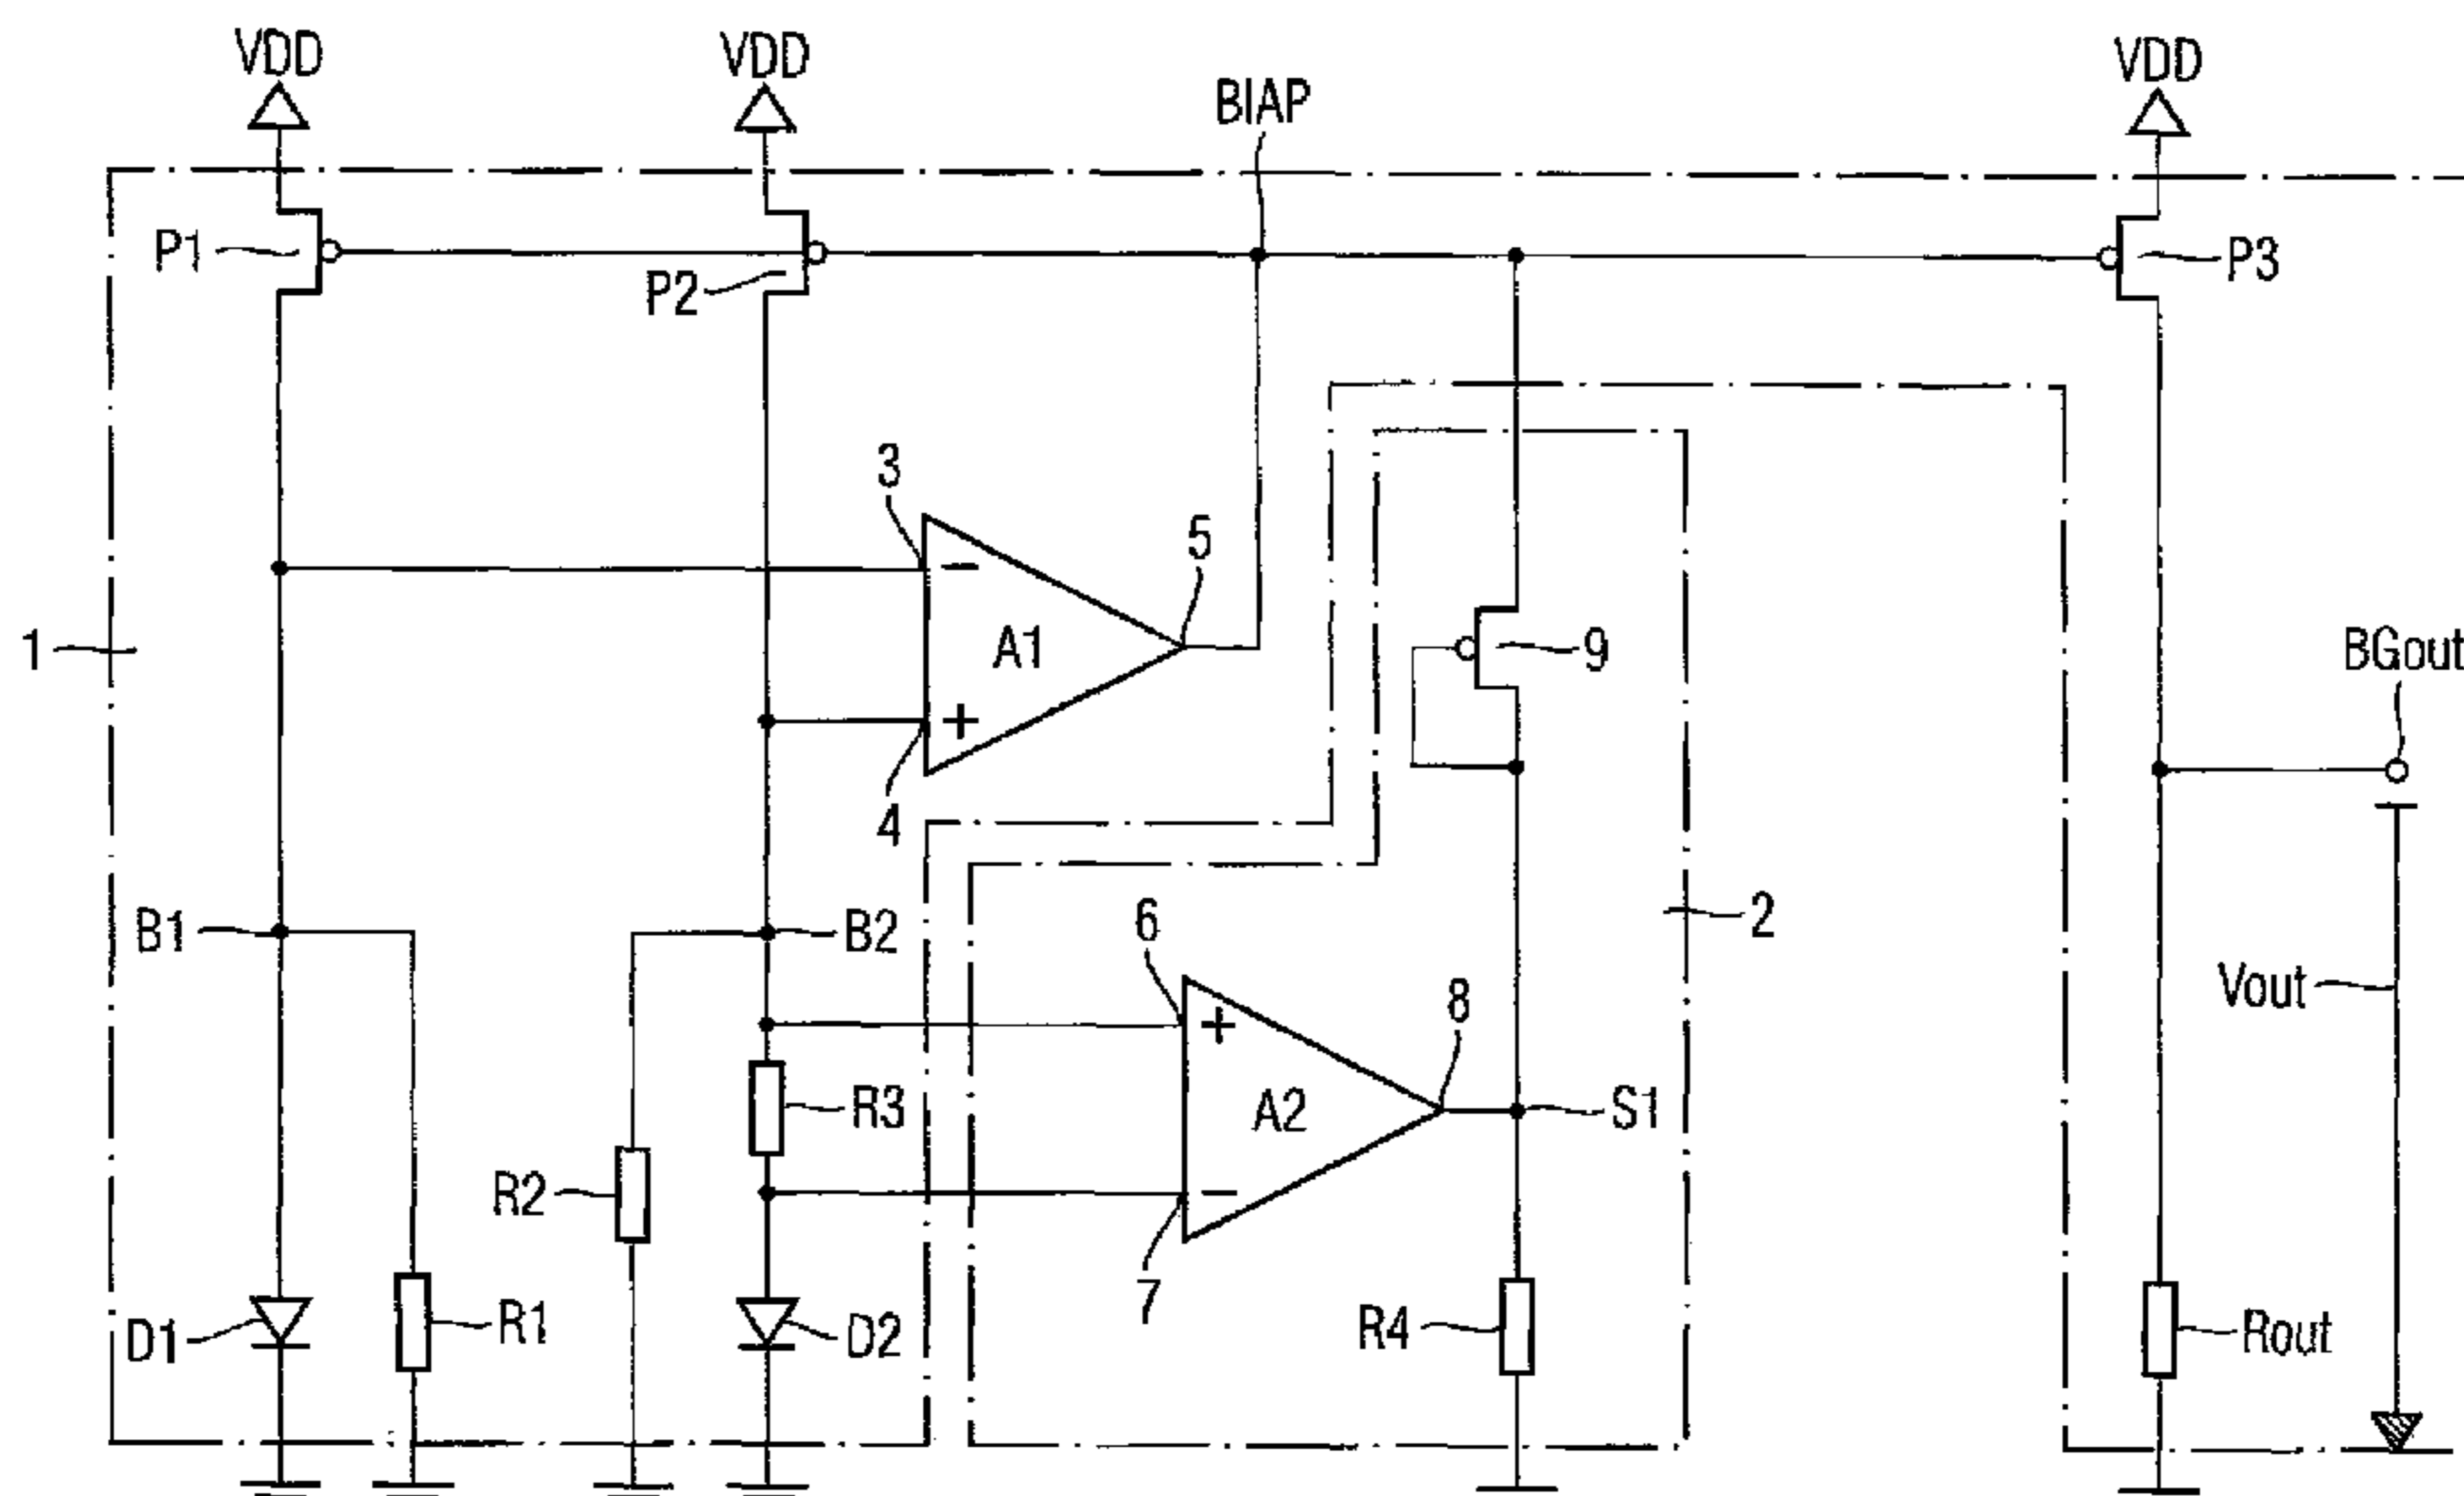 VDD
VDD
VDD
BIAP
P1
P2
P3
3
5
−
A1
+
4
9
1
BGout
B1
B2
6
2
8
Vout
+
R3
A2
S1
R2
−
7
D1
R1
D2
R4
Rout